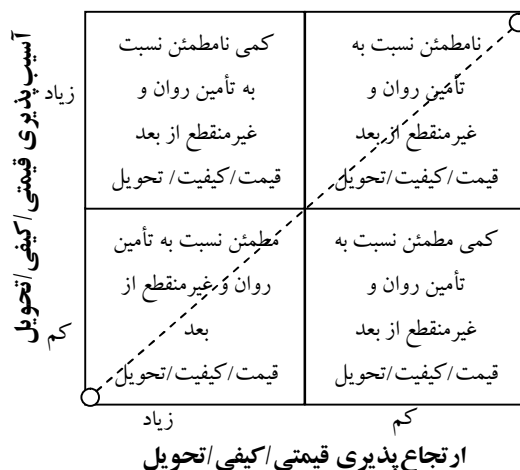 آسیب‌پذیری قیمتی/کیفی/تحویل
زیاد
کم
نامطمئن نسبت به
تأمین روان و
غیرمنقطع از بعد
قیمت/کیفیت/تحویل
کمی نامطمئن نسبت
به تأمین روان و
غیرمنقطع از بعد
قیمت/کیفیت/تحویل
کمی مطمئن نسبت به
تأمین روان و
غیرمنقطع از بعد
قیمت/کیفیت/تحویل
مطمئن نسبت به تأمین
روان و غیرمنقطع از
بعد
قیمت/کیفیت/تحویل
کم
زیاد
ارتجاع‌پذیری قیمتی/کیفی/تحویل